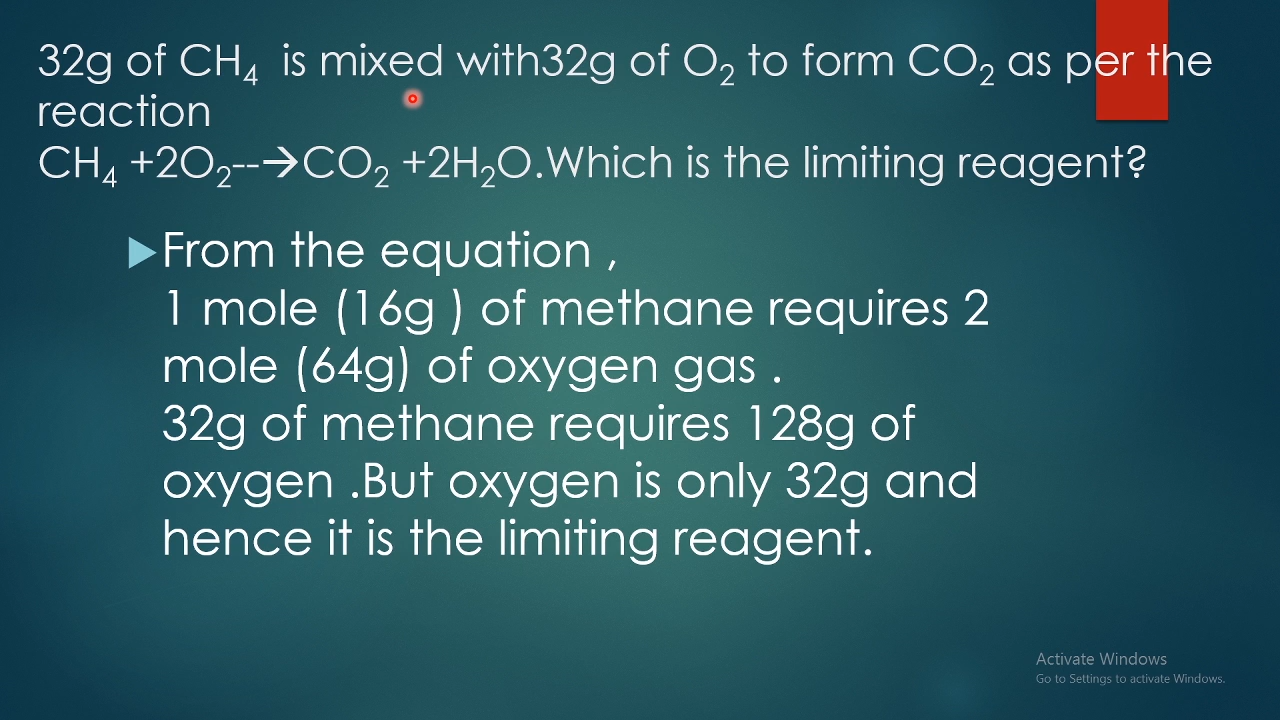 32g of CH₄ is mixed with32g of O₂ to form CO₂ as per the
reaction
CH₄ +2O₂--→CO₂ +2H₂O.Which is the limiting reagent?
From the equation ,
1 mole (16g ) of methane requires 2
mole (64g) of oxygen gas .
32g of methane requires 128g of
oxygen .But oxygen is only 32g and
hence it is the limiting reagent.
Activate Windows
Go to Settings to activate Windows.